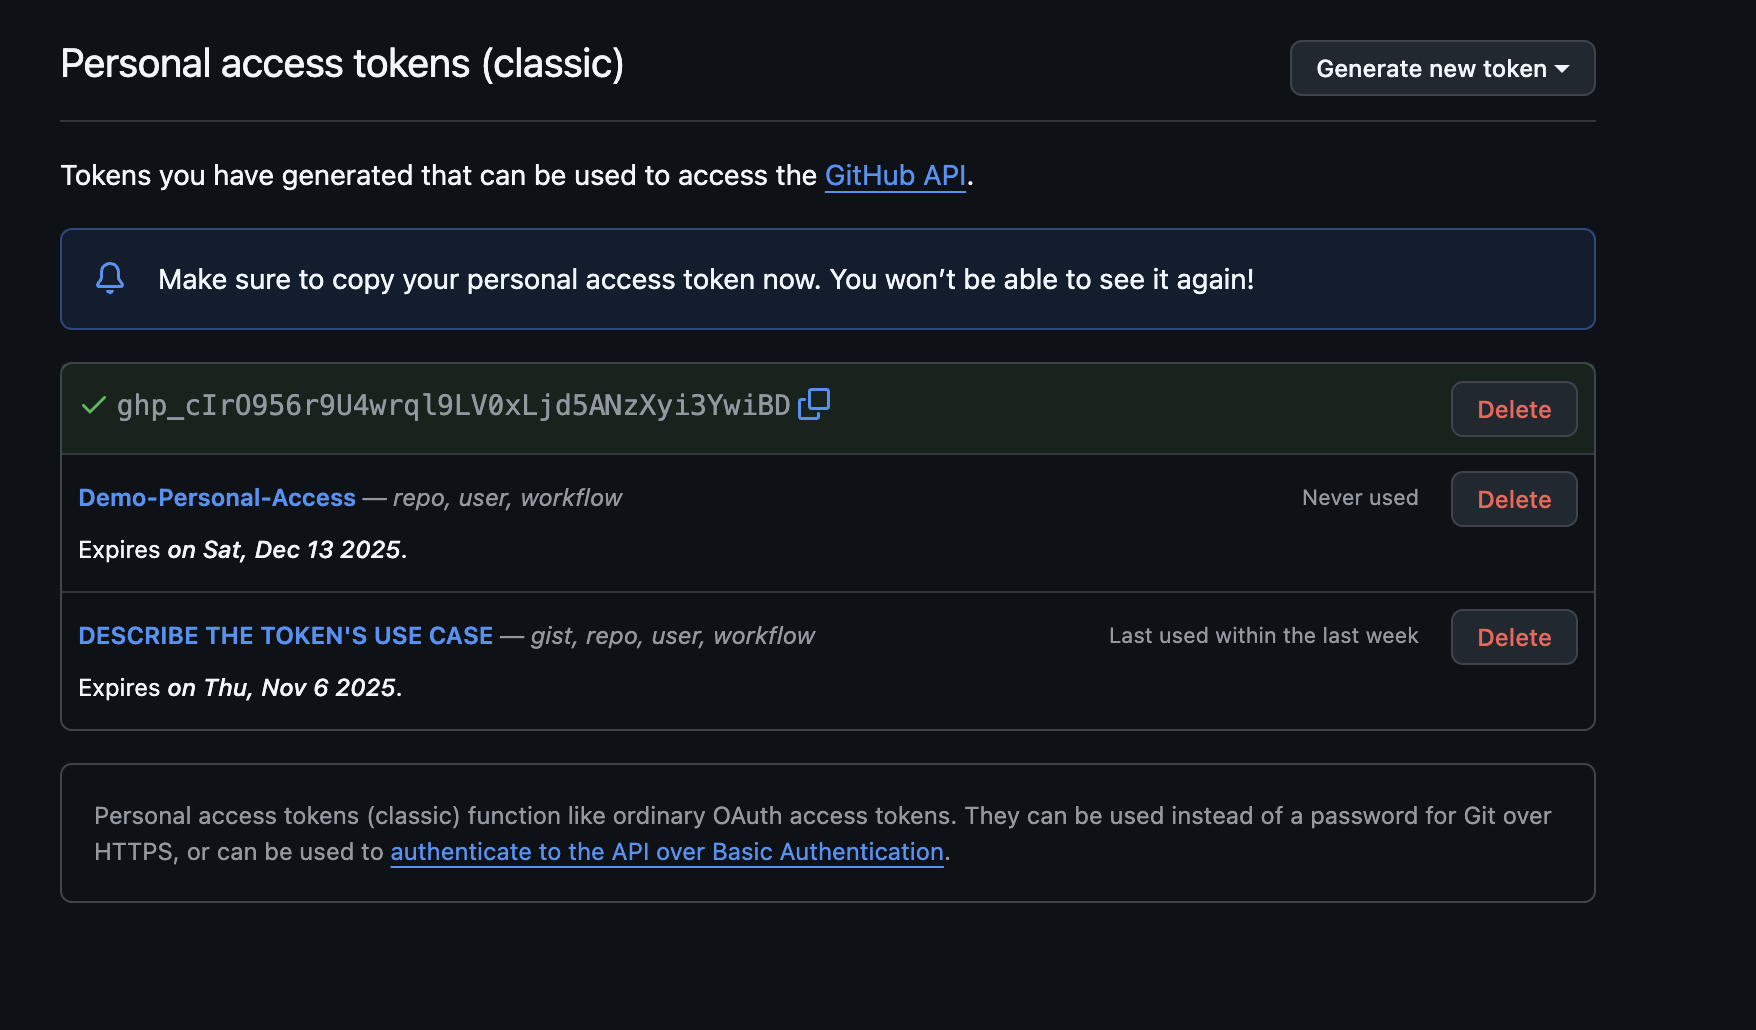 Personal access tokens (classic)
Generate new token
Tokens you have generated that can be used to access the GitHub API.
Make sure to copy your personal access token now. You won’t be able to see it again!
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
Delete
Demo-Personal-Access — repo, user, workflow
Never used
Delete
Expires on Sat, Dec 13 2025.
DESCRIBE THE TOKEN'S USE CASE — gist, repo, user, workflow
Last used within the last week
Delete
Expires on Thu, Nov 6 2025.
Personal access tokens (classic) function like ordinary OAuth access tokens. They can be used instead of a password for Git over
HTTPS, or can be used to authenticate to the API over Basic Authentication.